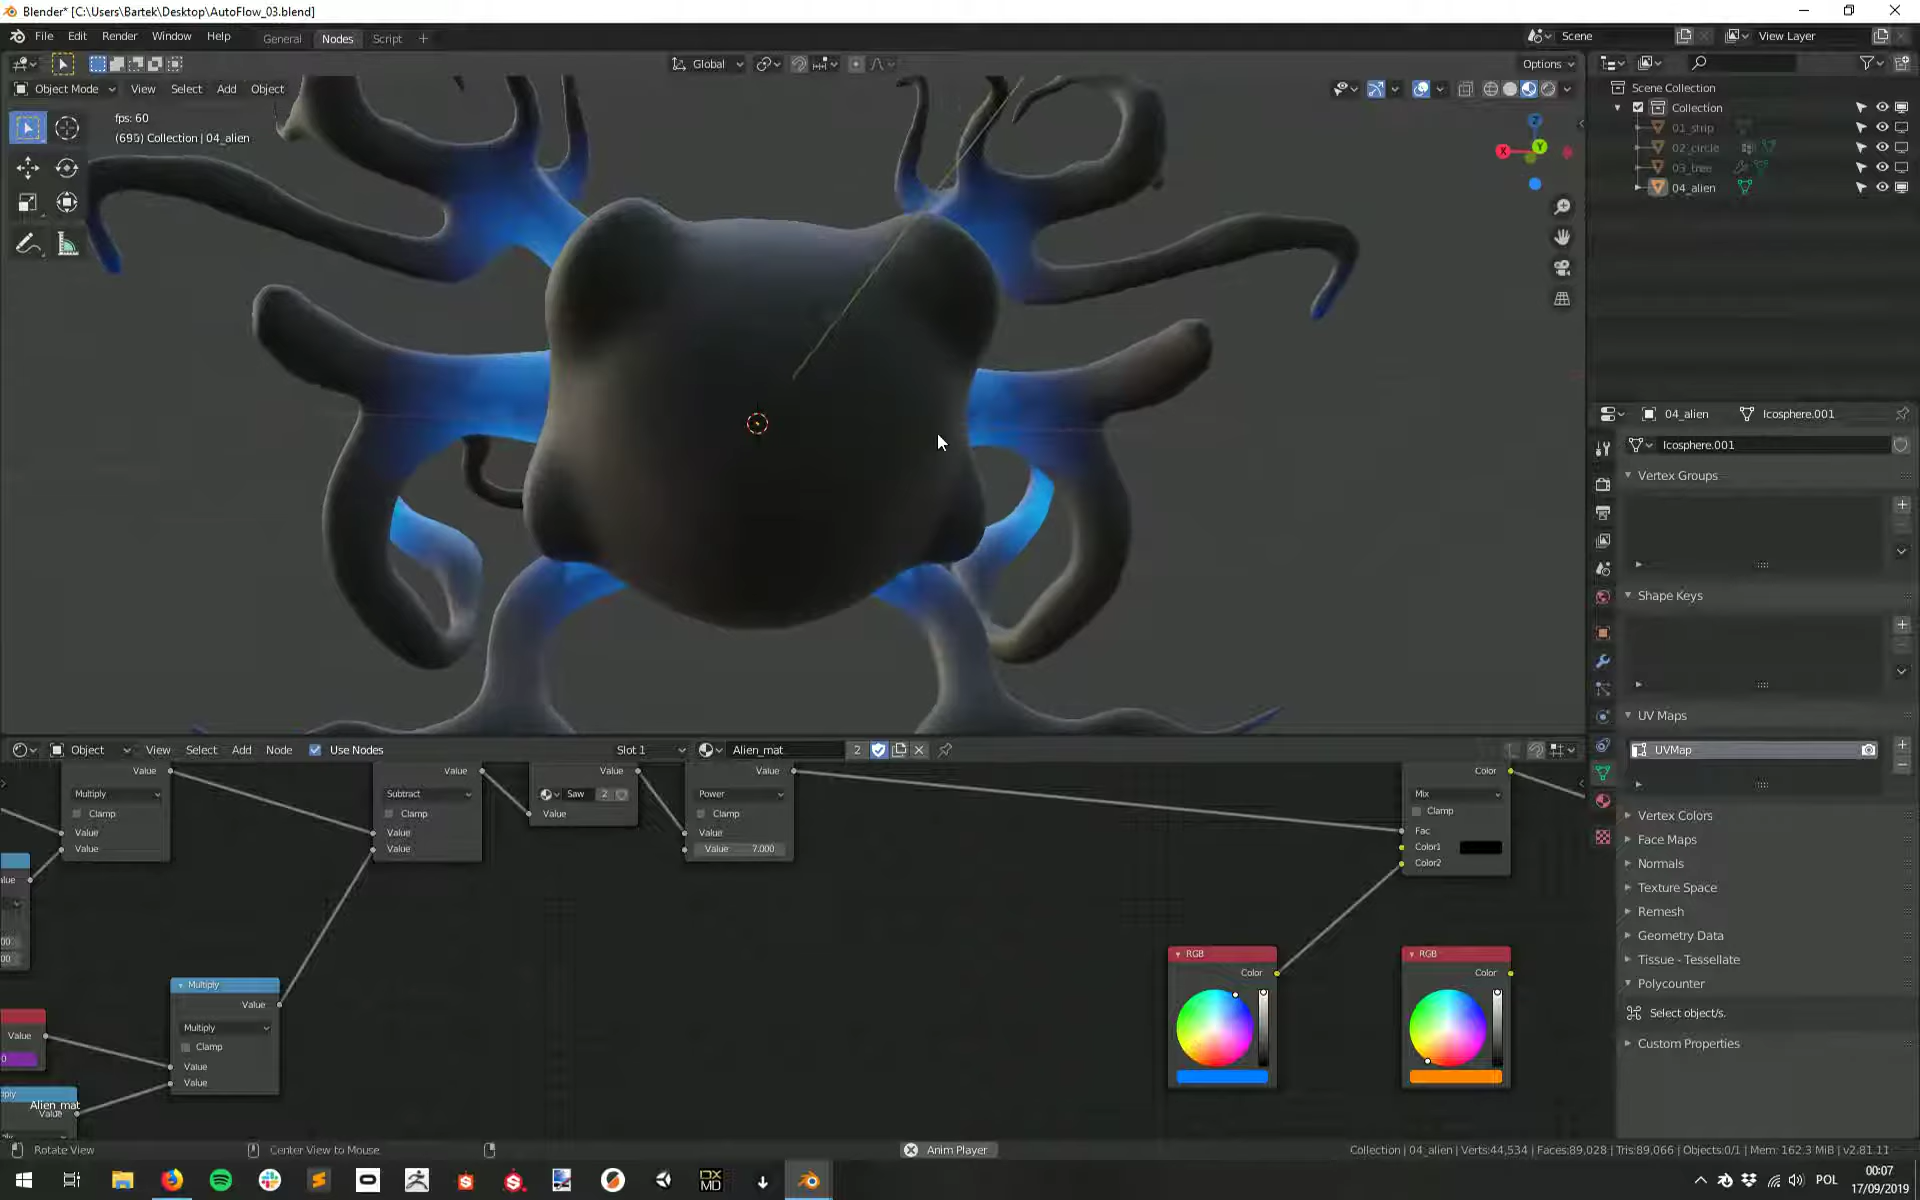 Blender* [C:\Users\Bartek\Desktop\AutoFlow_03.blend]
File Edit Render Window Help General Nodes Script Scene View Layer
Global Options
Object Mode View Select Add Object
fps: 60
(695) Collection | 04_alien
Z
X Y
Scene Collection
Collection
01_strip
02_circle
03_tree
04_alien
04_alien Icosphere.001
Icosphere.001
Vertex Groups
Shape Keys
UV Maps
UVMap
Vertex Colors
Face Maps
Normals
Texture Space
Remesh
Geometry Data
Tissue - Tessellate
Polycounter
Select object/s.
Custom Properties
Object View Select Add Node Use Nodes Slot 1 Alien_mat 2
Value Value Value Value Color
Multiply Subtract Saw 2 Power Mix
Clamp Clamp Value Clamp Clamp
Value Value Value Fac
Value Value Value 7.000 Color1
Color2
RGB RGB
Color Color
Multiply
Value
Multiply
Clamp
Value
Value
Value
Value
Alien_mat
Rotate View Center View to Mouse Anim Player Collection | 04_alien | Verts:44,534 | Faces:89,028 | Tris:89,066 | Objects:0/1 | Mem: 162.3 MiB | v2.81.11
DX
MD
POL
00:07
17/09/2019